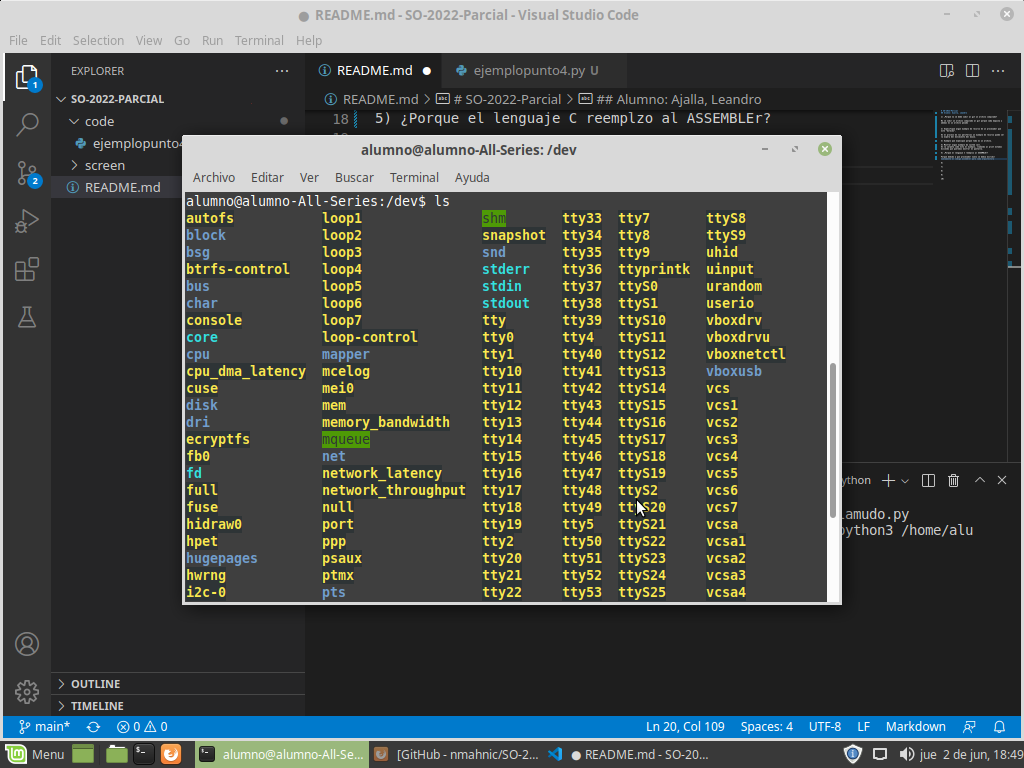 README.md - SO-2022-Parcial - Visual Studio Code
File Edit Selection View Go Run Terminal Help
EXPLORER
README.md
ejemplopunto4.py U
SO-2022-PARCIAL
code
ejemplopunto4
screen
README.md
README.md > # SO-2022-Parcial > ## Alumno: Ajalla, Leandro
18 5) ¿Porque el lenguaje C reemplzo al ASSEMBLEr?
alumno@alumno-All-Series: /dev
Archivo Editar Ver Buscar Terminal Ayuda
alumno@alumno-All-Series:/dev$ ls
autofs loop1 shm tty33 tty7 ttyS8
block loop2 snapshot tty34 tty8 ttyS9
bsg loop3 snd tty35 tty9 uhid
btrfs-control loop4 stderr tty36 ttyprintk uinput
bus loop5 stdin tty37 ttyS0 urandom
char loop6 stdout tty38 ttyS1 userio
console loop7 tty tty39 ttyS10 vboxdrv
core loop-control tty0 tty4 ttyS11 vboxdrvu
cpu mapper tty1 tty40 ttyS12 vboxnetctl
cpu_dma_latency mcelog tty10 tty41 ttyS13 vboxusb
cuse mei0 tty11 tty42 ttyS14 vcs
disk mem tty12 tty43 ttyS15 vcs1
dri memory_bandwidth tty13 tty44 ttyS16 vcs2
ecryptfs mqueue tty14 tty45 ttyS17 vcs3
fb0 net tty15 tty46 ttyS18 vcs4
fd network_latency tty16 tty47 ttyS19 vcs5
full network_throughput tty17 tty48 ttyS2 vcs6
fuse null tty18 tty49 ttyS20 vcs7
hidraw0 port tty19 tty5 ttyS21 vcsa
hpet ppp tty2 tty50 ttyS22 vcsa1
hugepages psaux tty20 tty51 ttyS23 vcsa2
hwrng ptmx tty21 tty52 ttyS24 vcsa3
i2c-0 pts tty22 tty53 ttyS25 vcsa4
ython
lamudo.py
python3 /home/alu
1
2
OUTLINE
TIMELINE
main* 0 0 Ln 20, Col 109 Spaces: 4 UTF-8 LF Markdown
Menu alumno@alumno-All-Se... [GitHub - nmahnic/SO-2... README.md - SO-20... jue 2 de jun, 18:49